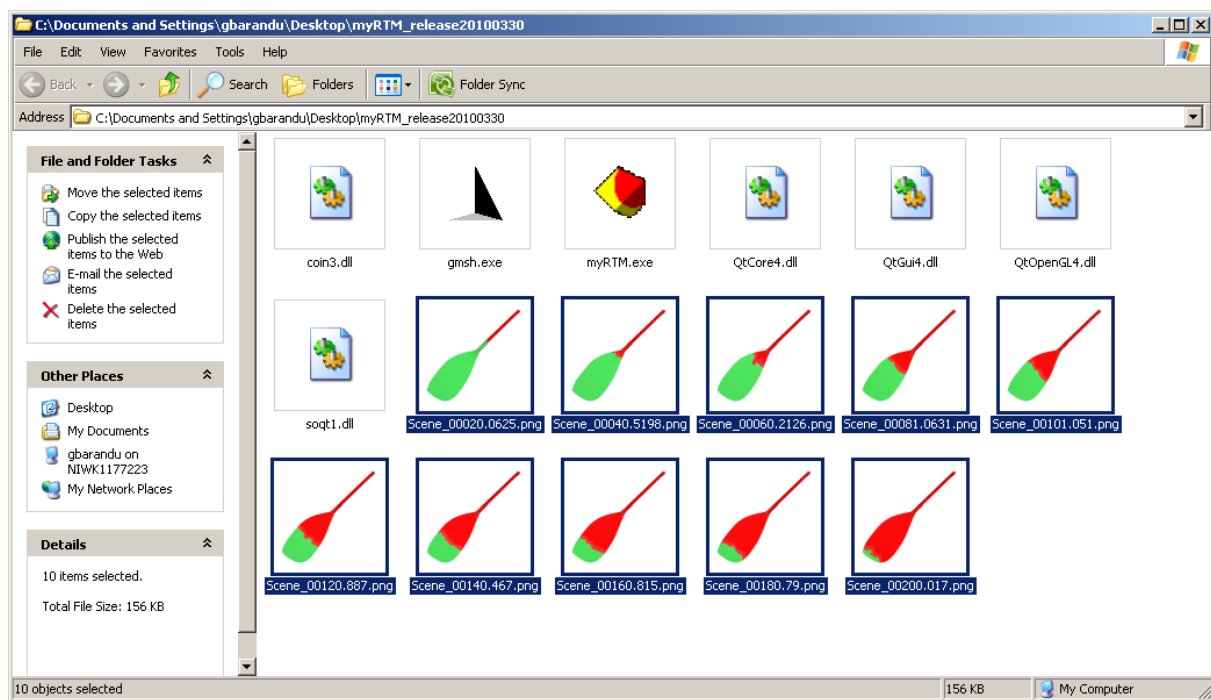 C:\Documents and Settings\gbarandu\Desktop\myRTM_release20100330
File Edit View Favorites Tools Help
Back Search Folders Folder Sync
Address C:\Documents and Settings\gbarandu\Desktop\myRTM_release20100330
File and Folder Tasks
Move the selected items
Copy the selected items
Publish the selected
items to the Web
E-mail the selected
items
Delete the selected
items
Other Places
Desktop
My Documents
gbarandu on
NIWK1177223
My Network Places
Details
10 items selected.
Total File Size: 156 KB
coin3.dll gmsh.exe myRTM.exe QtCore4.dll QtGui4.dll QtOpenGL4.dll
soqt1.dll Scene_00020.0625.png Scene_00040.5198.png Scene_00060.2126.png Scene_00081.0631.png Scene_00101.051.png
Scene_00120.887.png Scene_00140.467.png Scene_00160.815.png Scene_00180.79.png Scene_00200.017.png
10 objects selected 156 KB My Computer